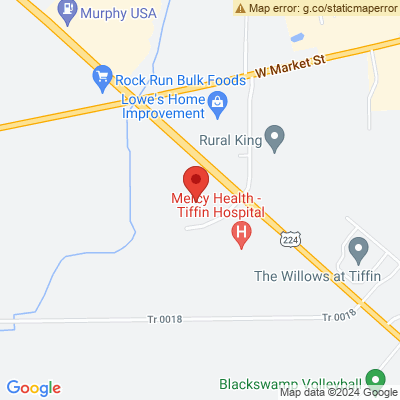 Map error: g.co/staticmaperror
Murphy USA
W Market St
Rock Run Bulk Foods
Lowe's Home
Improvement
Rural King
Mercy Health -
Tiffin Hospital
H
224
The Willows at Tiffin
Tr 0018
Tr 0018
Blackswamp Volleyball
Google
Map data ©2024 Google